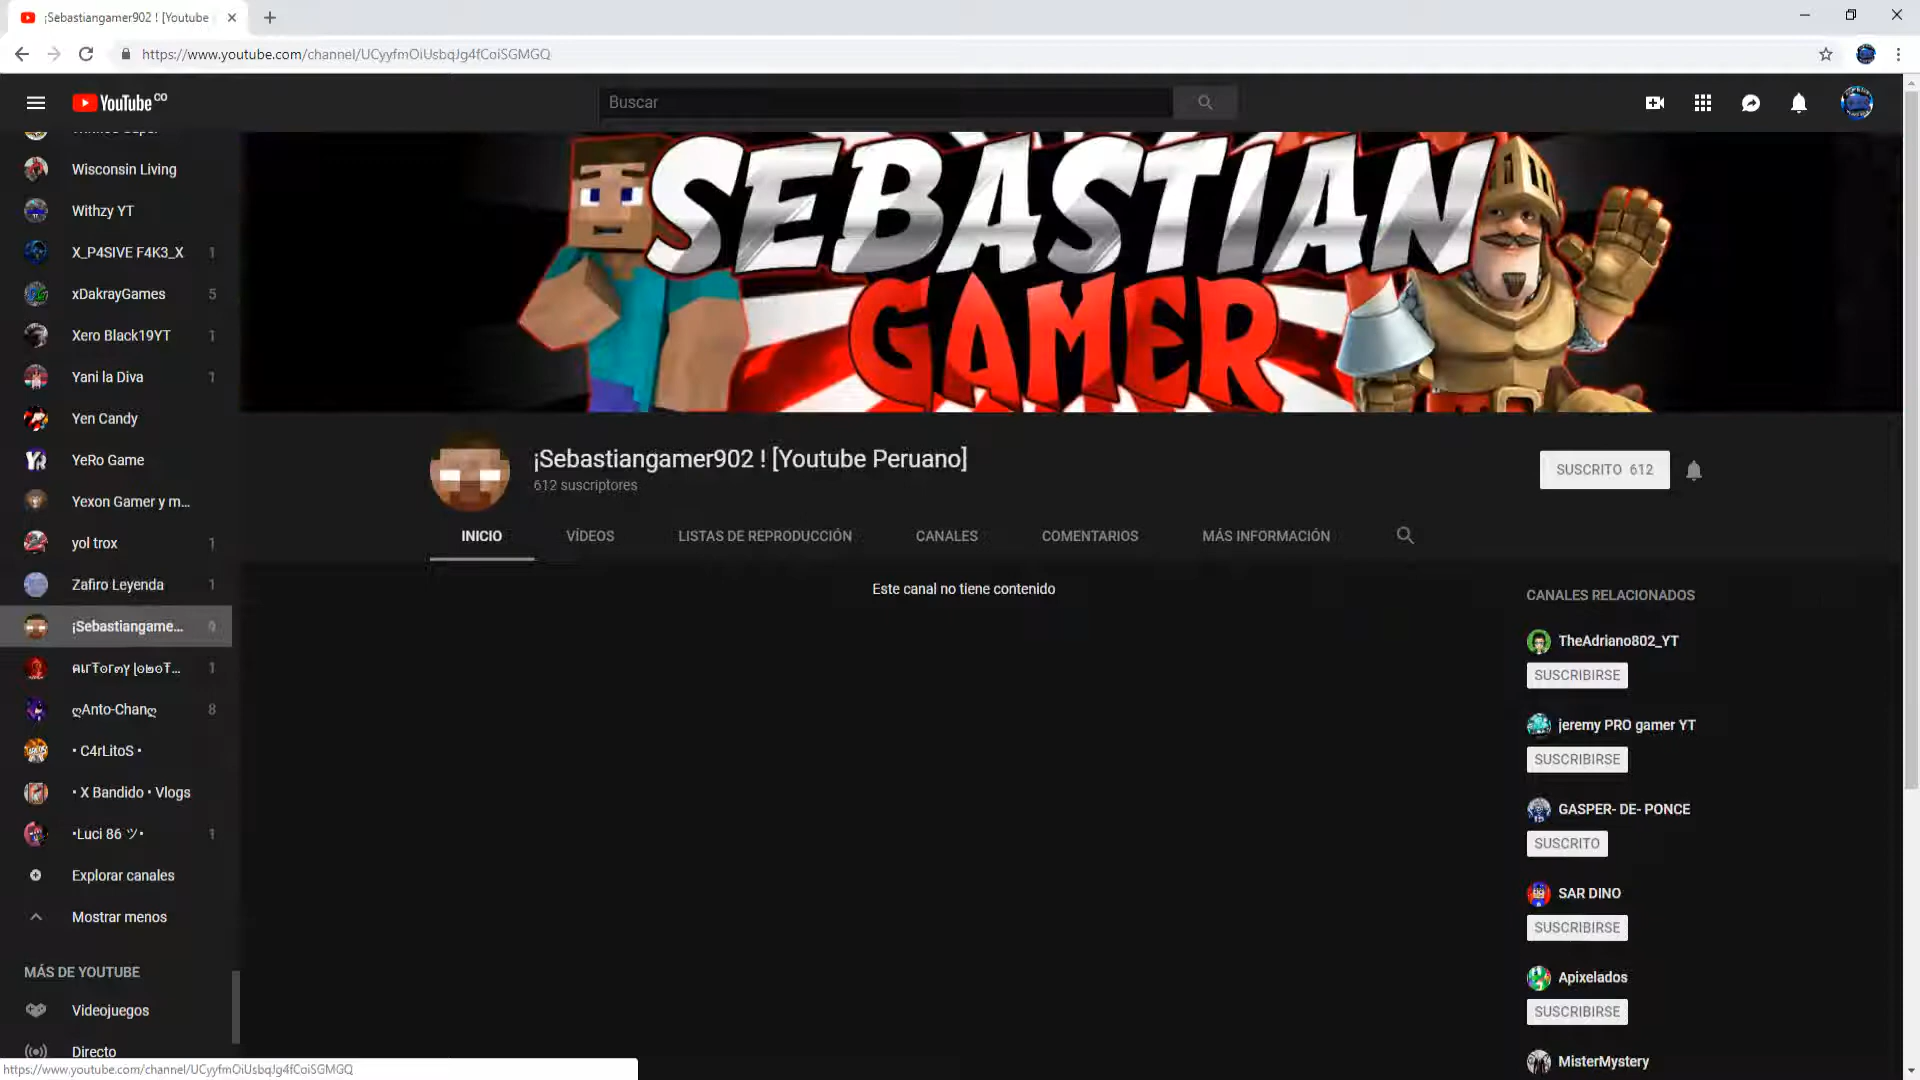 ¡Sebastiangamer902 ! [Youtube
https://www.youtube.com/channel/UCyyfmOiUsbqJg4fCoiSGMGQ
YouTube CO
Buscar
Wisconsin Living
Withzy YT
X_P4SIVE F4K3_X 1
xDakrayGames 5
Xero Black19YT 1
Yani la Diva 1
Yen Candy
YeRo Game
Yexon Gamer y m...
yol trox 1
Zafiro Leyenda 1
¡Sebastiangame... 9
1
ღAnto-Chanღ 8
• C4rLitoS •
• X Bandido • Vlogs
•Luci 86 ツ• 1
Explorar canales
Mostrar menos
MÁS DE YOUTUBE
Videojuegos
Directo
SEBASTIAN
GAMER
¡Sebastiangamer902 ! [Youtube Peruano]
612 suscriptores
SUSCRITO 612
INICIO VÍDEOS LISTAS DE REPRODUCCIÓN CANALES COMENTARIOS MÁS INFORMACIÓN
Este canal no tiene contenido
CANALES RELACIONADOS
TheAdriano802_YT
SUSCRIBIRSE
jeremy PRO gamer YT
SUSCRIBIRSE
GASPER- DE- PONCE
SUSCRITO
SAR DINO
SUSCRIBIRSE
Apixelados
SUSCRIBIRSE
MisterMystery
https://www.youtube.com/channel/UCyyfmOiUsbqJg4fCoiSGMGQ